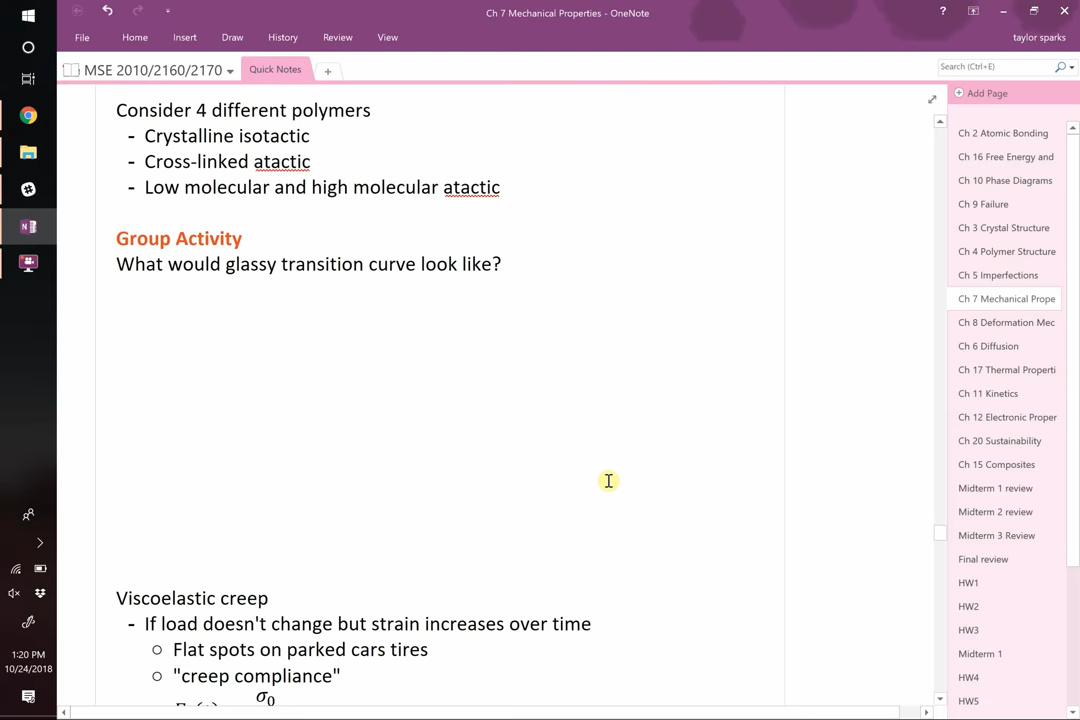 Ch 7 Mechanical Properties - OneNote
?
taylor sparks
File Home Insert Draw History Review View
MSE 2010/2160/2170
Quick Notes
+
Search (Ctrl+E)
Add Page
Consider 4 different polymers
- Crystalline isotactic
- Cross-linked atactic
- Low molecular and high molecular atactic
Group Activity
What would glassy transition curve look like?
Viscoelastic creep
- If load doesn't change but strain increases over time
○ Flat spots on parked cars tires
○ "creep compliance"
σ₀
Ch 2 Atomic Bonding
Ch 16 Free Energy and
Ch 10 Phase Diagrams
Ch 9 Failure
Ch 3 Crystal Structure
Ch 4 Polymer Structure
Ch 5 Imperfections
Ch 7 Mechanical Prope
Ch 8 Deformation Mec
Ch 6 Diffusion
Ch 17 Thermal Properti
Ch 11 Kinetics
Ch 12 Electronic Proper
Ch 20 Sustainability
Ch 15 Composites
Midterm 1 review
Midterm 2 review
Midterm 3 Review
Final review
HW1
HW2
HW3
Midterm 1
HW4
HW5
1:20 PM
10/24/2018